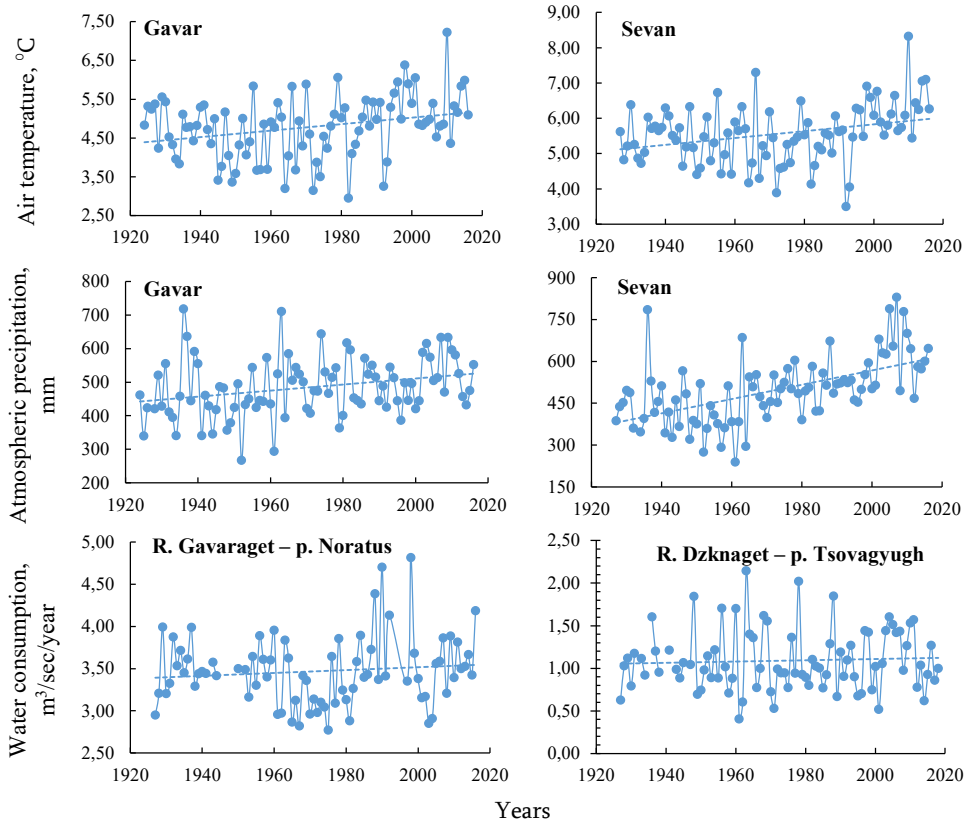 Gavar
Sevan
Air temperature, °C
7,50
6,50
5,50
4,50
3,50
2,50
1920 1940 1960 1980 2000 2020
8,00
7,00
6,00
5,00
4,00
3,00
1920 1940 1960 1980 2000 2020
Gavar
Sevan
Atmospheric precipitation,
mm
800
700
600
500
400
300
200
1920 1940 1960 1980 2000 2020
900
750
600
450
300
150
1920 1940 1960 1980 2000 2020
R. Gavaraget – p. Noratus
R. Dzknaget – p. Tsovagyugh
Water consumption,
m³/sec/year
5,00
4,50
4,00
3,50
3,00
2,50
1920 1940 1960 1980 2000 2020
2,50
2,00
1,50
1,00
0,50
0,00
1920 1940 1960 1980 2000 2020
Years